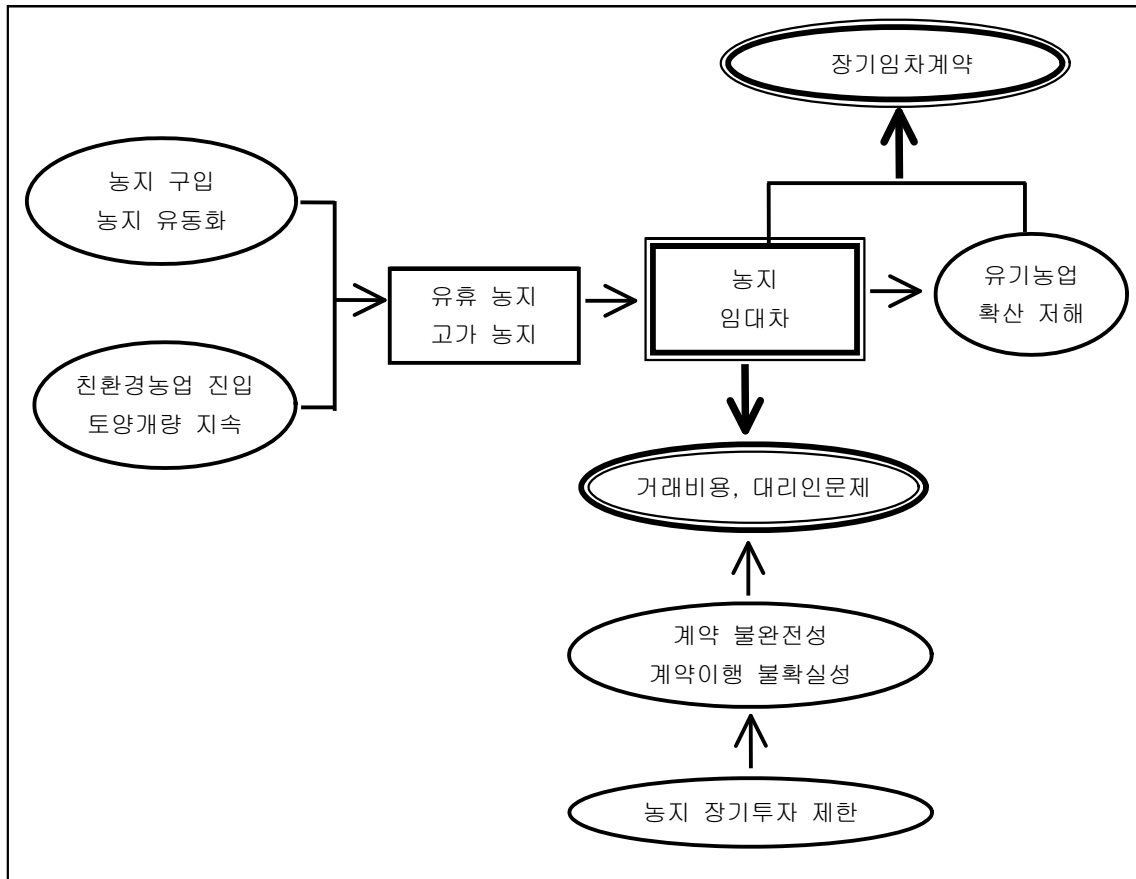 장기임차계약
농지 구입
농지 유동화
유휴 농지
고가 농지
농지
임대차
유기농업
확산 저해
친환경농업 진입
토양개량 지속
거래비용, 대리인문제
계약 불완전성
계약이행 불확실성
농지 장기투자 제한